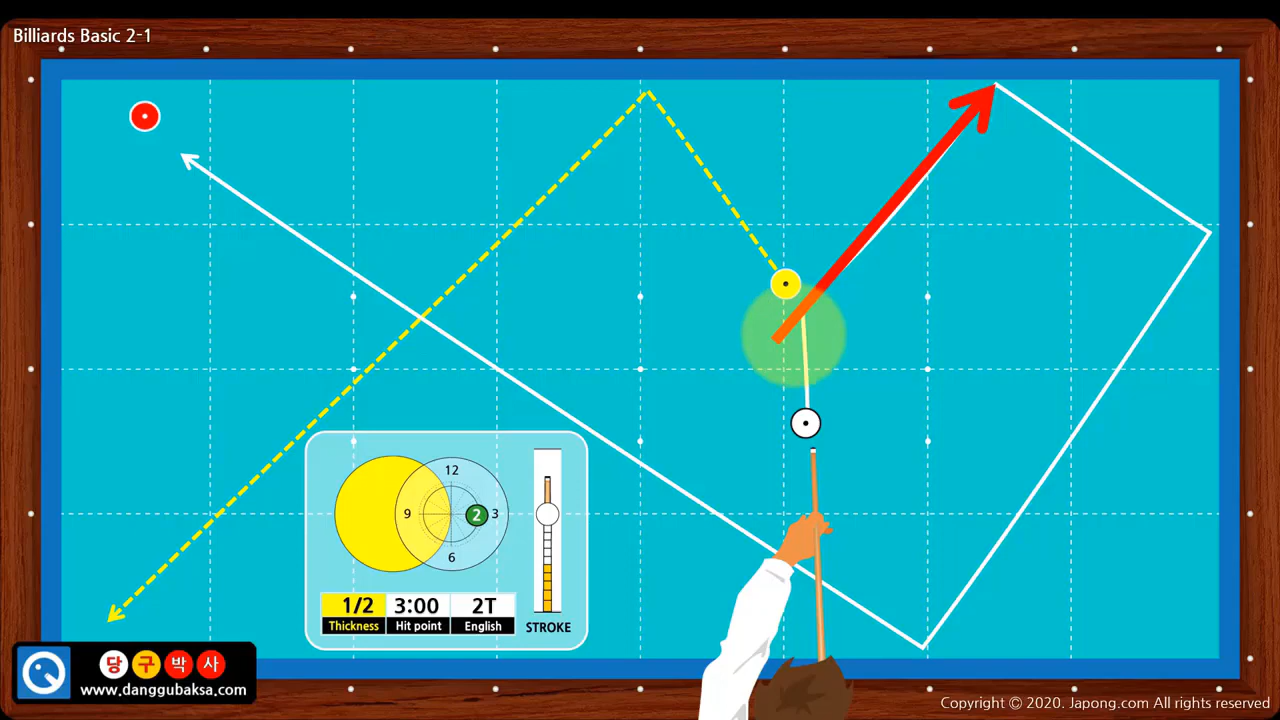 Billiards Basic 2-1
12
9
2
3
6
1/2
3:00
2T
Thickness
Hit point
English
STROKE
당구박사
www.danggubaksa.com
Copyright © 2020. Japong.com All rights reserved